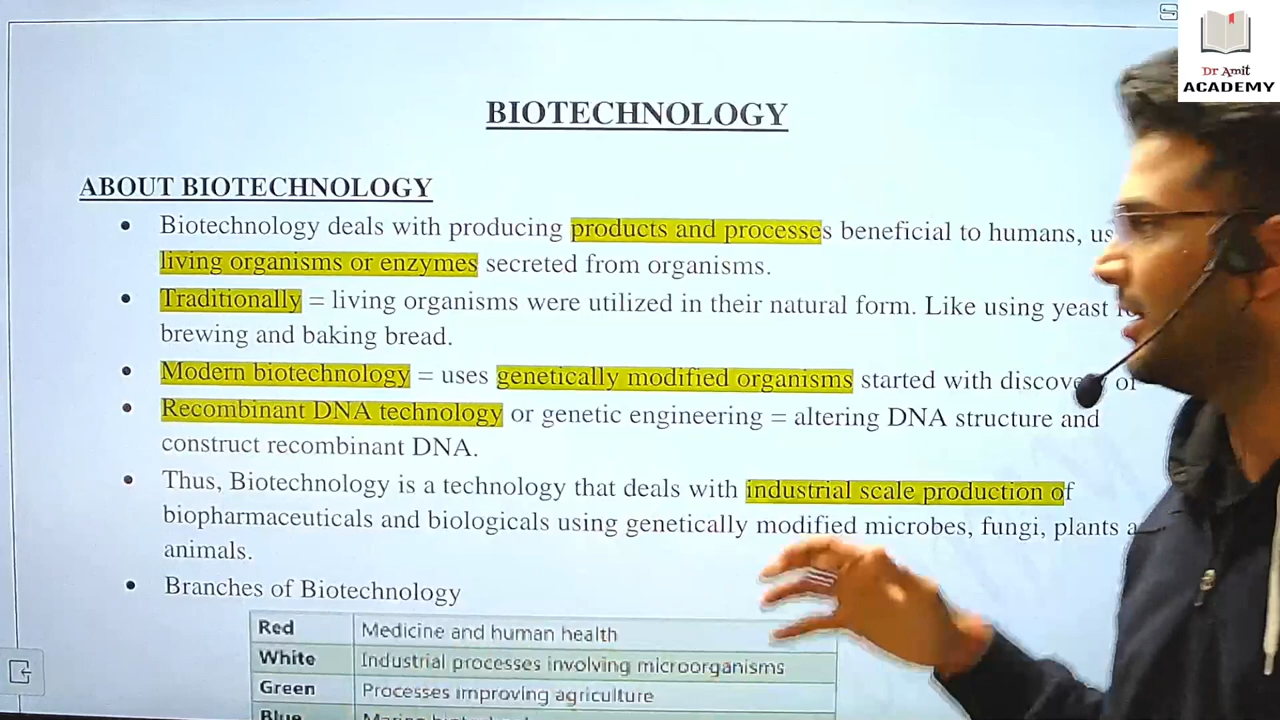 Dr Amit
ACADEMY
BIOTECHNOLOGY
ABOUT BIOTECHNOLOGY
• Biotechnology deals with producing products and processes beneficial to humans,
living organisms or enzymes secreted from organisms.
• Traditionally = living organisms were utilized in their natural form. Like using yeast
brewing and baking bread.
• Modern biotechnology = uses genetically modified organisms started with
• Recombinant DNA technology or genetic engineering = altering DNA structure and
construct recombinant DNA.
• Thus, Biotechnology is a technology that deals with industrial scale production of
biopharmaceuticals and biologicals using genetically modified microbes, fungi, plants
animals.
• Branches of Biotechnology
Red Medicine and human health
White Industrial processes involving microorganisms
Green Processes improving agriculture
Blue